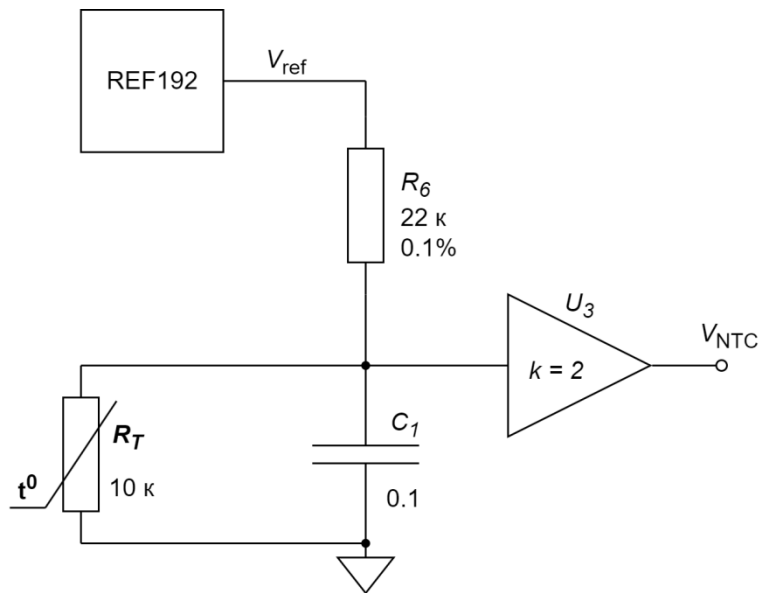 REF192
Vref
R6
22 к
0.1%
U3
k = 2
VNTC
RT
10 к
t0
C1
0.1